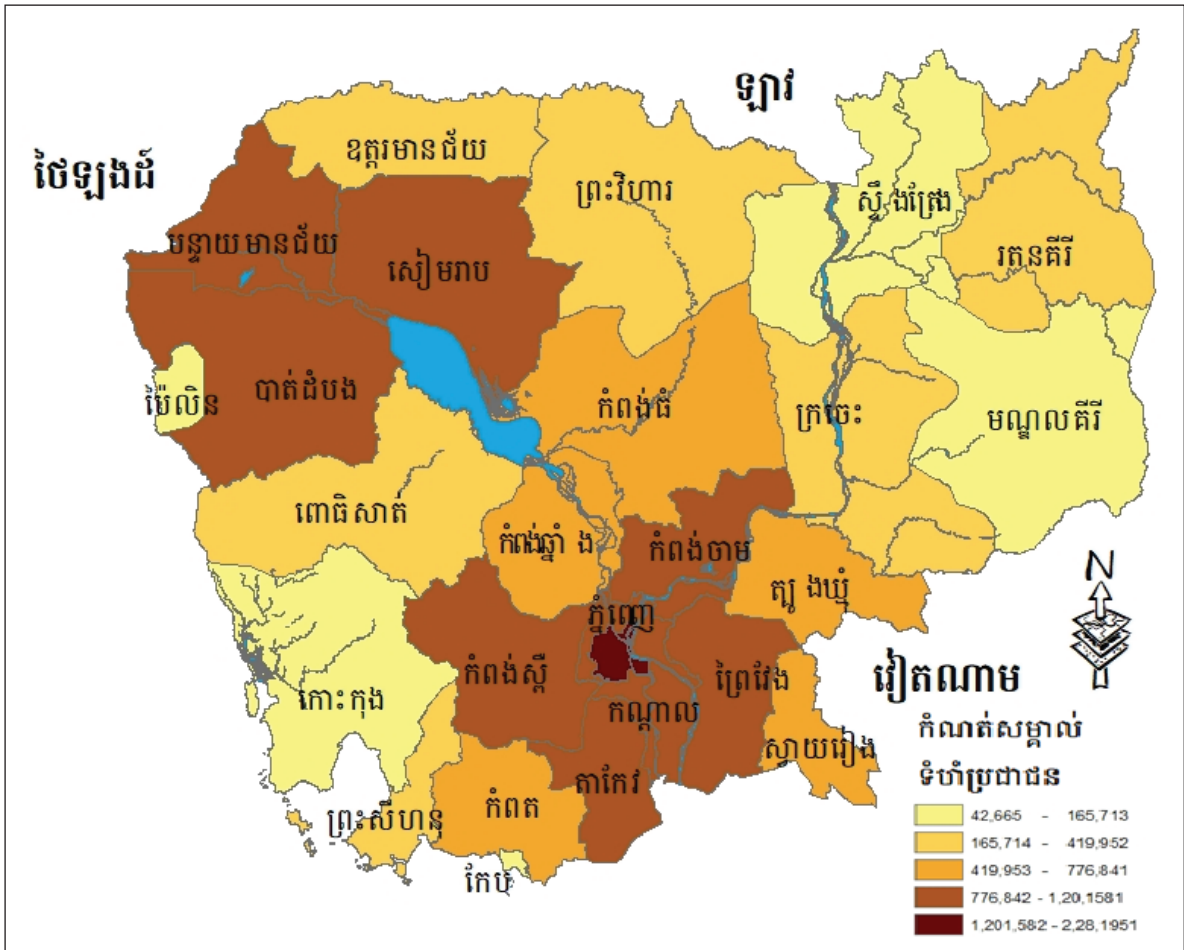 ឡាវ
ថៃឡង់ដ៍
ឧត្តរមានជ័យ
ព្រះវិហារ
ស្ទឹងត្រែង
រតនគីរី
បន្ទាយមានជ័យ
សៀមរាប
ប៉ៃលិន
បាត់ដំបង
កំពង់ធំ
ក្រចេះ
មណ្ឌលគីរី
ពោធិសាត់
កំពង់ឆ្នាំង
កំពង់ចាម
ត្បូងឃ្មុំ
N
ភ្នំពេញ
កំពង់ស្ពឺ
ព្រៃវែង
វៀតណាម
កោះកុង
កណ្តាល
ស្វាយរៀង
តាកែវ
កំពត
ព្រះសីហនុ
កែប
កំណត់សម្គាល់
ទំហំប្រជាជន
42,665 - 165,713
165,714 - 419,952
419,953 - 776,841
776,842 - 1,20,1581
1,201,582 - 2,28,1951